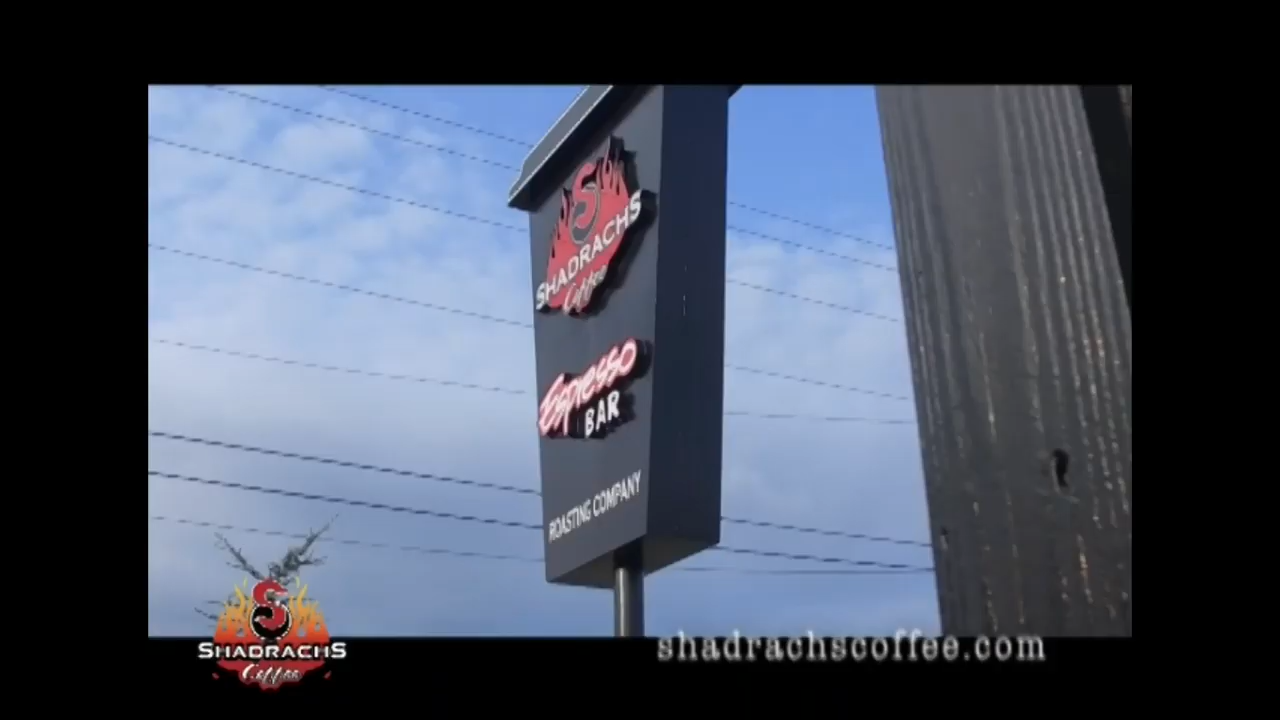 S
SHADRACHS
Coffee
Espresso
BAR
ROASTING COMPANY
S
SHADRACHS
Coffee
shadrachscoffee.com